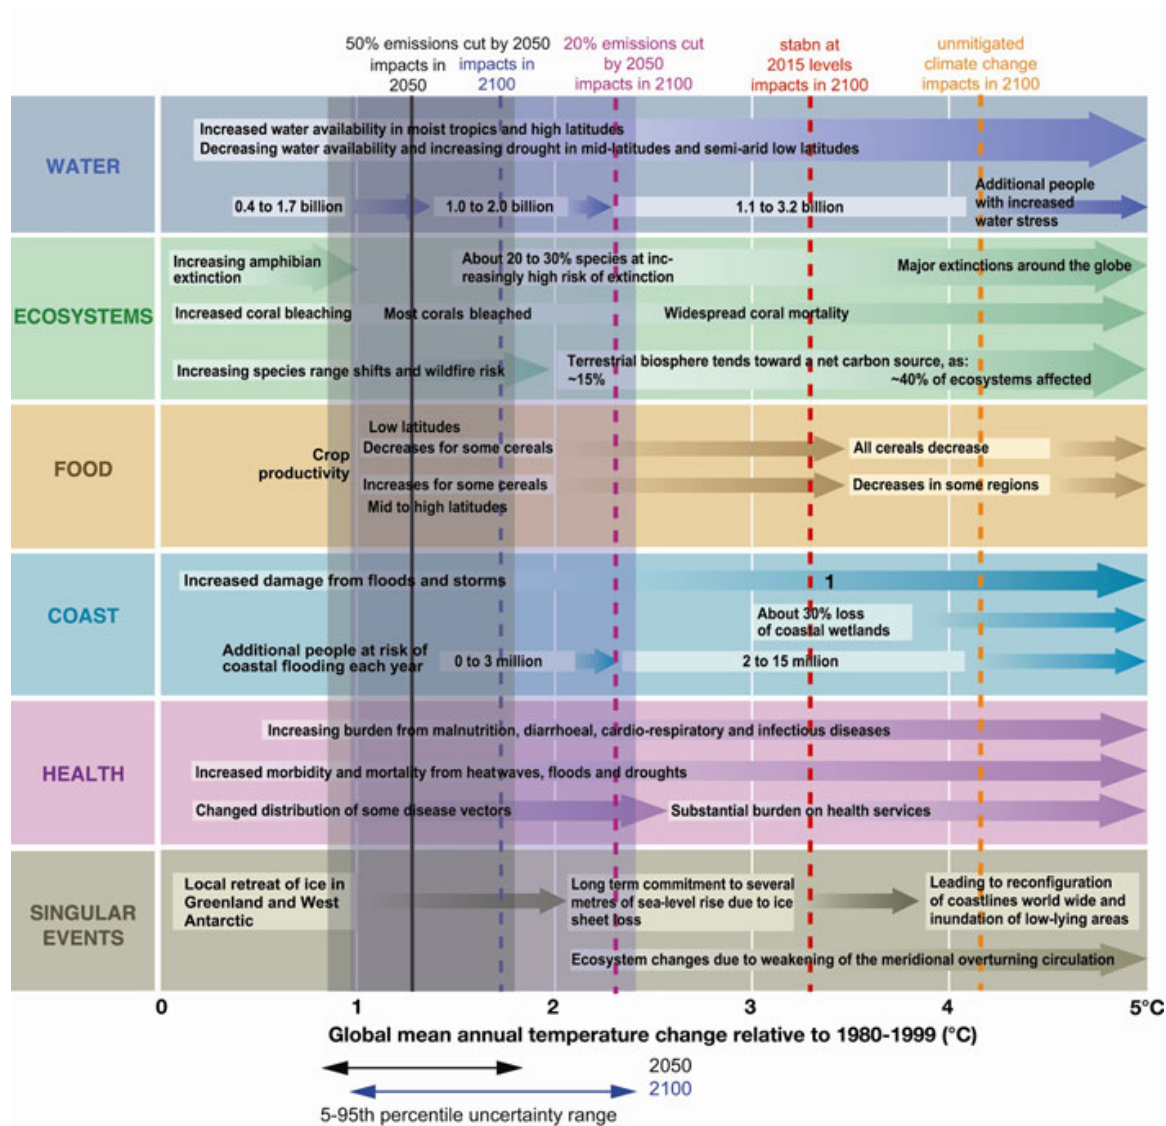 50% emissions cut by 2050
impacts in
2050
impacts
in 2100
20% emissions cut
by 2050
impacts in 2100
stabn at
2015 levels
impacts in 2100
unmitigated
climate change
impacts in 2100
WATER
Increased water availability in moist tropics and high latitudes
Decreasing water availability and increasing drought in mid-latitudes and semi-arid low latitudes
0.4 to 1.7 billion
1.0 to 2.0 billion
1.1 to 3.2 billion
Additional people
with increased
water stress
ECOSYSTEMS
Increasing amphibian
extinction
About 20 to 30% species at inc-
reasingly high risk of extinction
Major extinctions around the globe
Increased coral bleaching
Most corals bleached
Widespread coral mortality
Increasing species range shifts and wildfire risk
Terrestrial biosphere tends toward a net carbon source, as:
~15%
~40% of ecosystems affected
FOOD
Crop
productivity
Low latitudes
Decreases for some cereals
All cereals decrease
Increases for some cereals
Mid to high latitudes
Decreases in some regions
COAST
Increased damage from floods and storms
1
About 30% loss
of coastal wetlands
Additional people at risk of
coastal flooding each year
0 to 3 million
2 to 15 million
HEALTH
Increasing burden from malnutrition, diarrhoeal, cardio-respiratory and infectious diseases
Increased morbidity and mortality from heatwaves, floods and droughts
Changed distribution of some disease vectors
Substantial burden on health services
SINGULAR
EVENTS
Local retreat of ice in
Greenland and West
Antarctic
Long term commitment to several
metres of sea-level rise due to ice
sheet loss
Leading to reconfiguration
of coastlines world wide and
inundation of low-lying areas
Ecosystem changes due to weakening of the meridional overturning circulation
0 1 2 3 4 5°C
Global mean annual temperature change relative to 1980-1999 (°C)
2050
2100
5-95th percentile uncertainty range